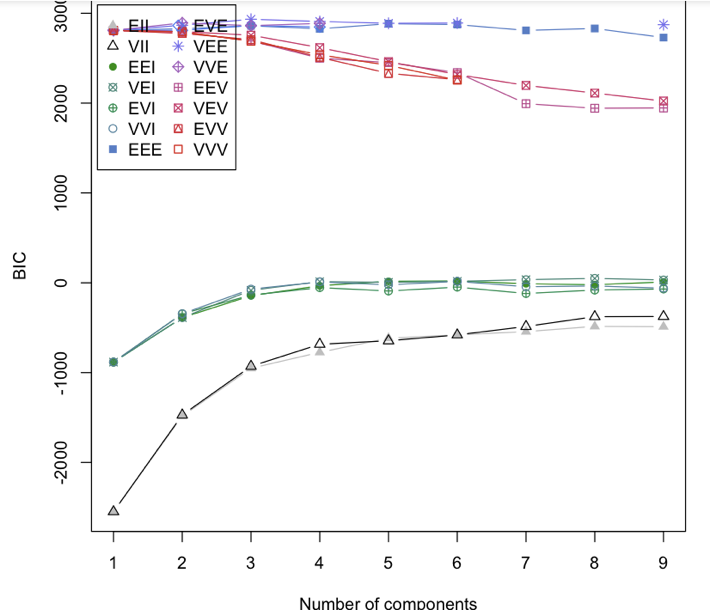 EII EVE
VII VEE
EEI VVE
VEI EEV
EVI VEV
VVI EVV
EEE VVV
3000
2000
1000
0
-1000
-2000
BIC
1 2 3 4 5 6 7 8 9
Number of components